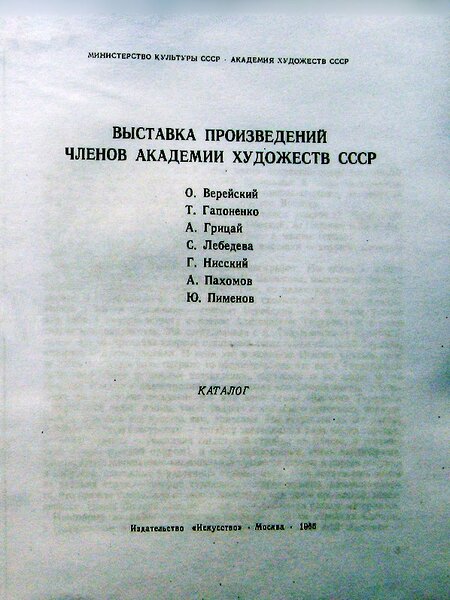 МИНИСТЕРСТВО КУЛЬТУРЫ СССР · АКАДЕМИЯ ХУДОЖЕСТВ СССР
ВЫСТАВКА ПРОИЗВЕДЕНИЙ
ЧЛЕНОВ АКАДЕМИИ ХУДОЖЕСТВ СССР
О. Верейский
Т. Гапоненко
А. Грицай
С. Лебедева
Г. Нисский
А. Пахомов
Ю. Пименов
КАТАЛОГ
Издательство «Искусство» · Москва ·